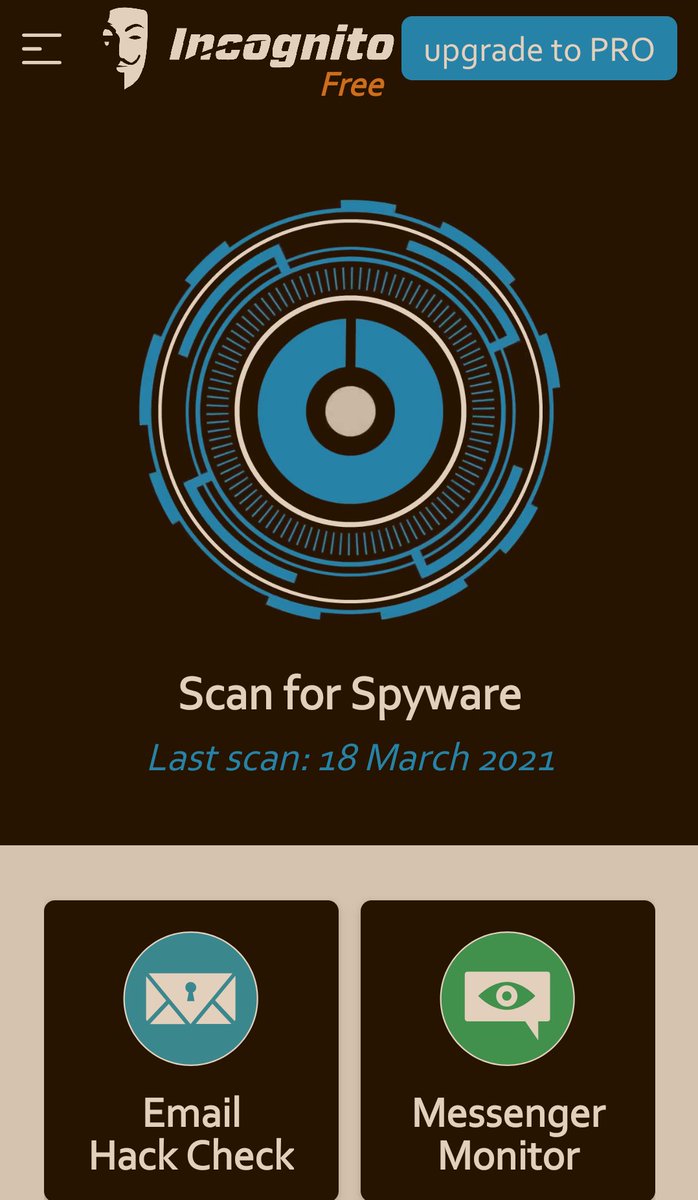 Incognito
Free
upgrade to PRO
Scan for Spyware
Last scan: 18 March 2021
Email
Hack Check
Messenger
Monitor